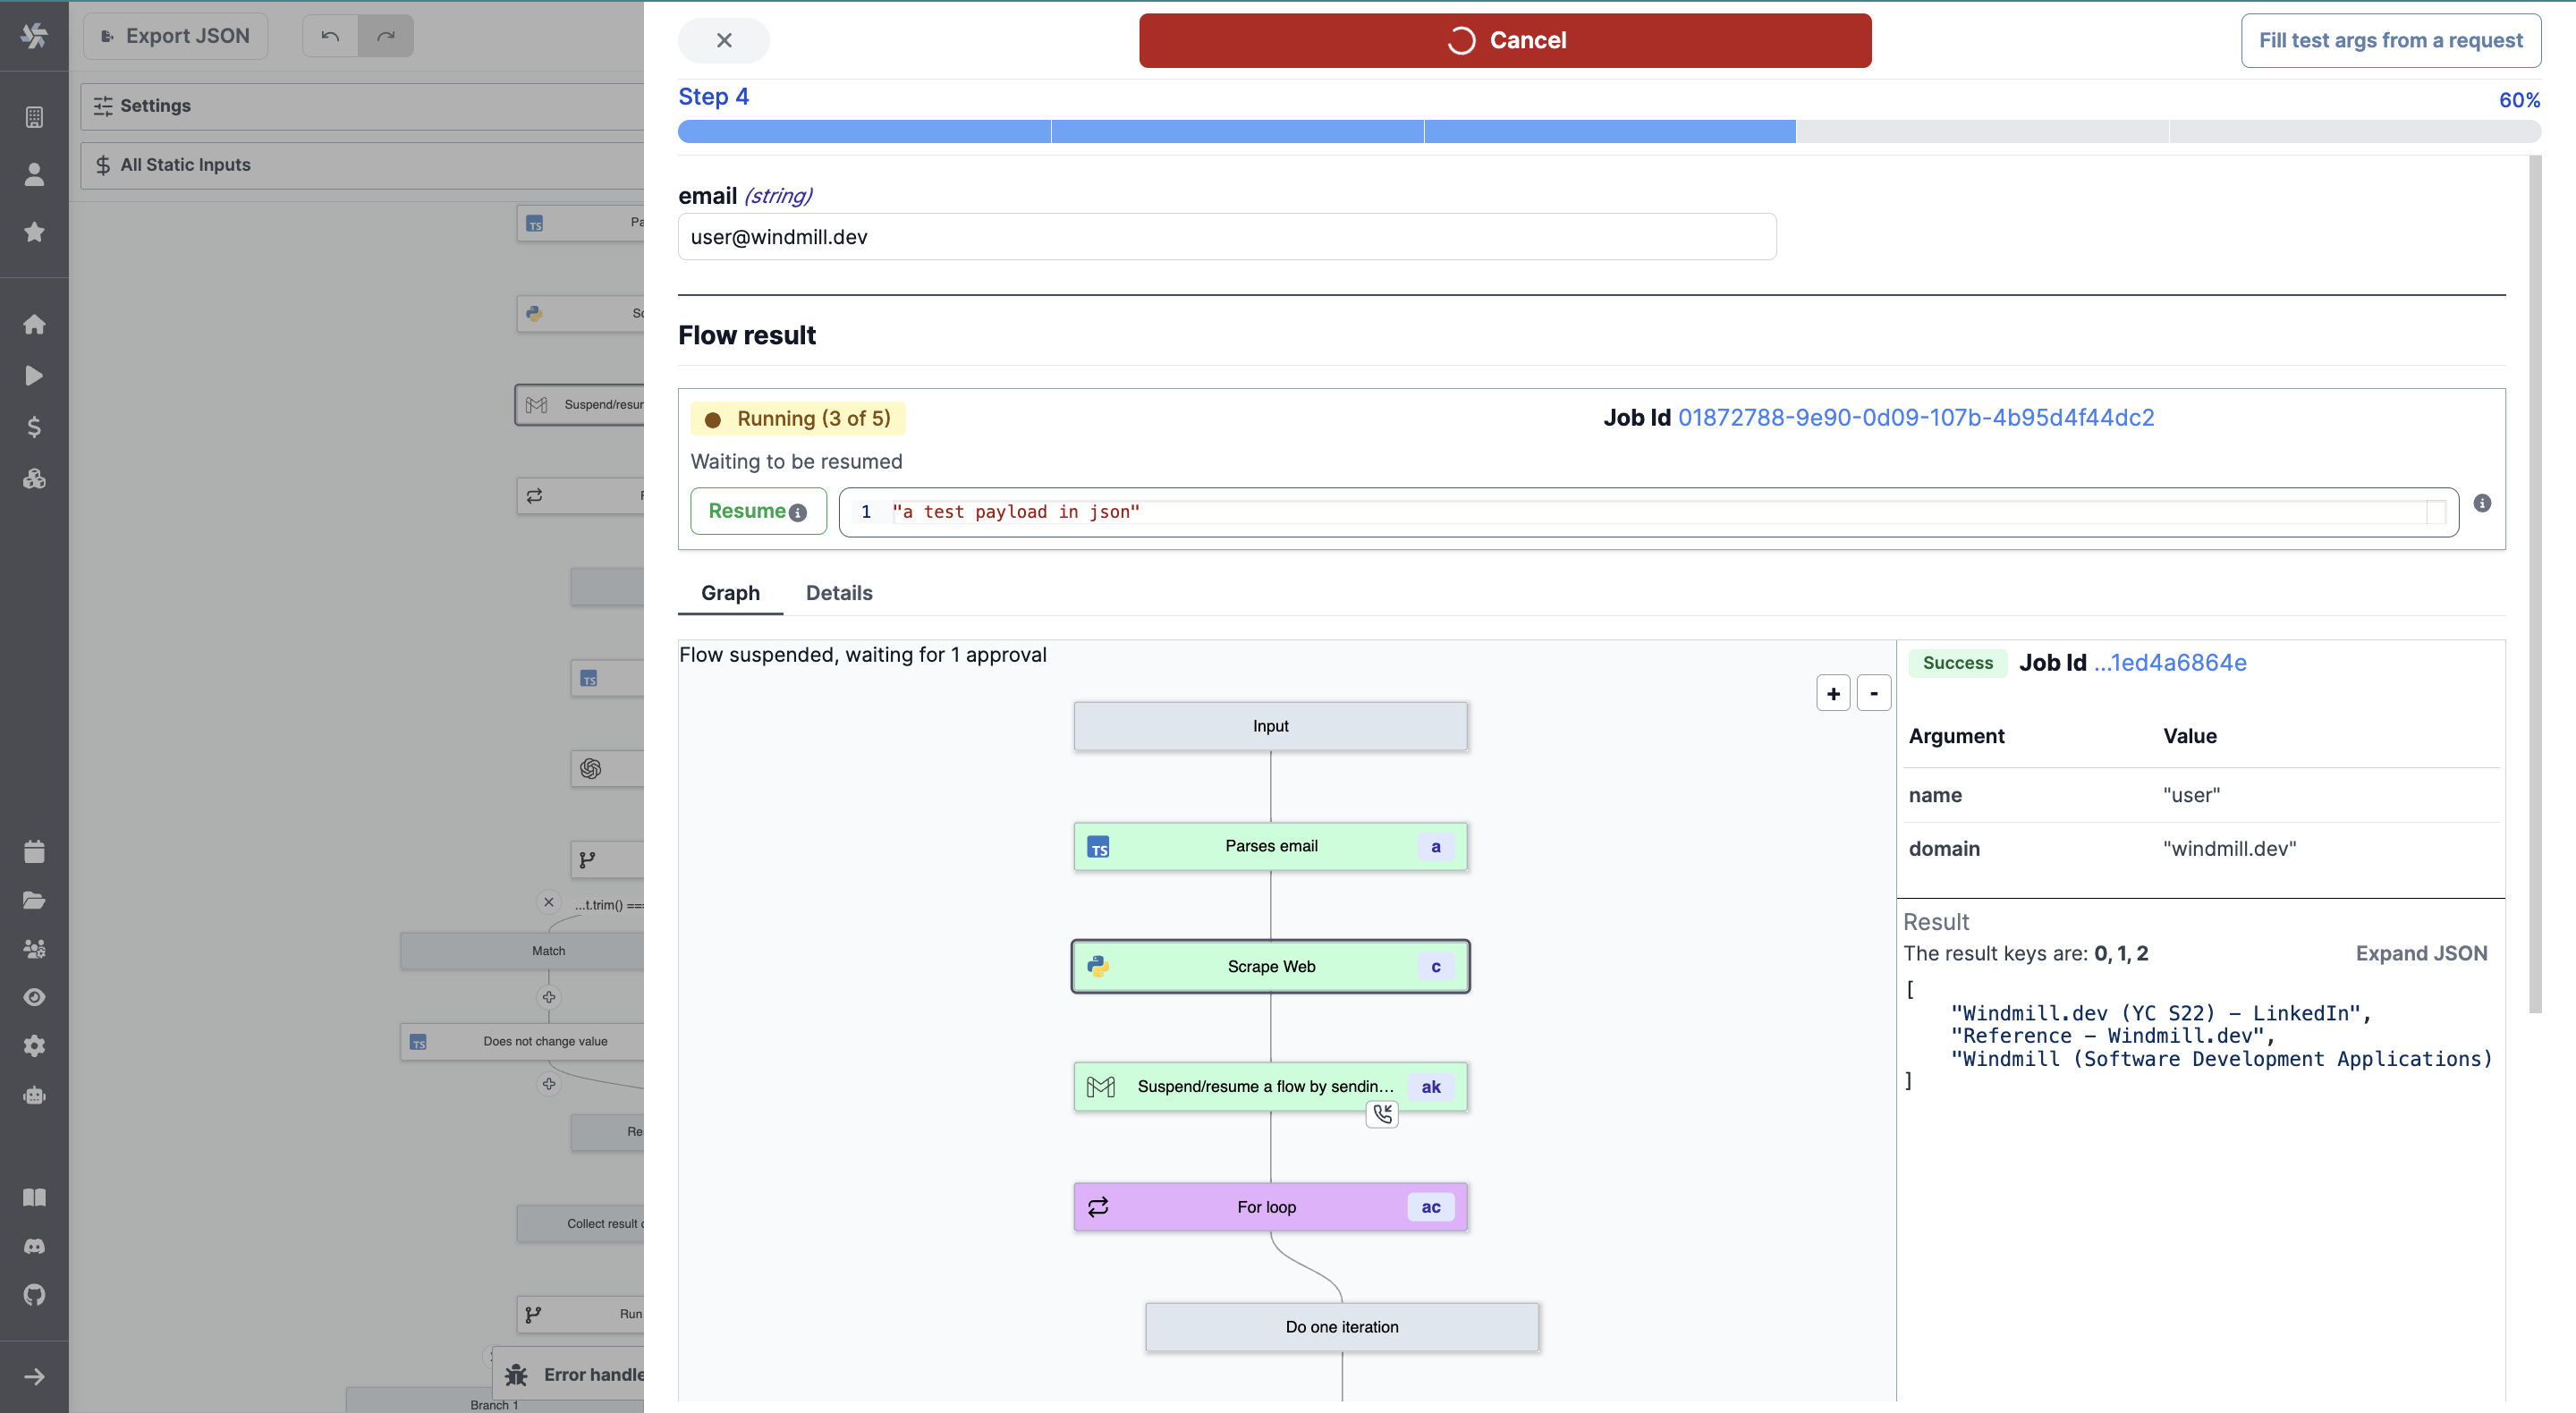 Export JSON
Settings
All Static Inputs
TS
Pa
Sc
Suspend/resur
F
TS
...t.trim() ===
Match
TS Does not change value
Re
Collect result o
Run
Error handle
Branch 1
Cancel
Fill test args from a request
Step 4
60%
email (string)
user@windmill.dev
Flow result
Running (3 of 5)
Job Id 01872788-9e90-0d09-107b-4b95d4f44dc2
Waiting to be resumed
Resume
1 "a test payload in json"
Graph Details
Flow suspended, waiting for 1 approval
+ -
Input
TS Parses email a
Scrape Web c
Suspend/resume a flow by sendin... ak
For loop ac
Do one iteration
Success Job Id ...1ed4a6864e
Argument Value
name "user"
domain "windmill.dev"
Result
The result keys are: 0, 1, 2 Expand JSON
[
"Windmill.dev (YC S22) – LinkedIn",
"Reference – Windmill.dev",
"Windmill (Software Development Applications)
]